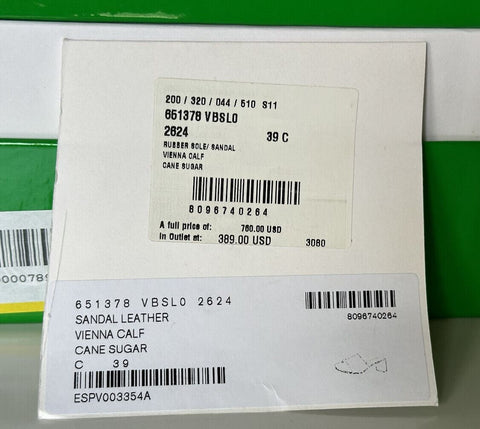 200 / 320 / 044 / 510 S11
651378 VBSL0
2624 39 C
RUBBER SOLE/ SANDAL
VIENNA CALF
CANE SUGAR
8096740264
A full price of: 760.00 USD
In Outlet at: 389.00 USD 3080
651378 VBSL0 2624
SANDAL LEATHER
8096740264
VIENNA CALF
CANE SUGAR
C 39
ESPV003354A